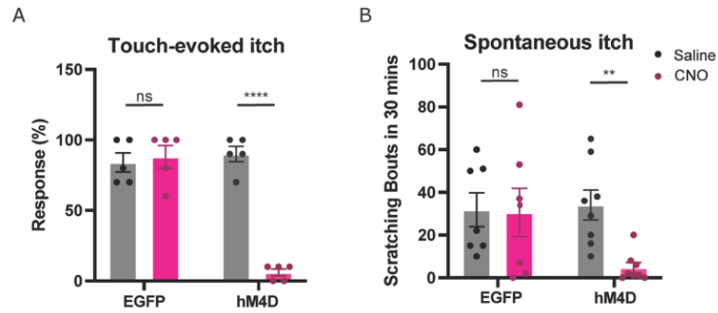 A
Touch-evoked itch
Response (%)
150
100
50
0
ns
****
EGFP
hM4D
B
Spontaneous itch
Saline
CNO
Scratching Bouts in 30 mins
100
80
60
40
20
0
ns
**
EGFP
hM4D